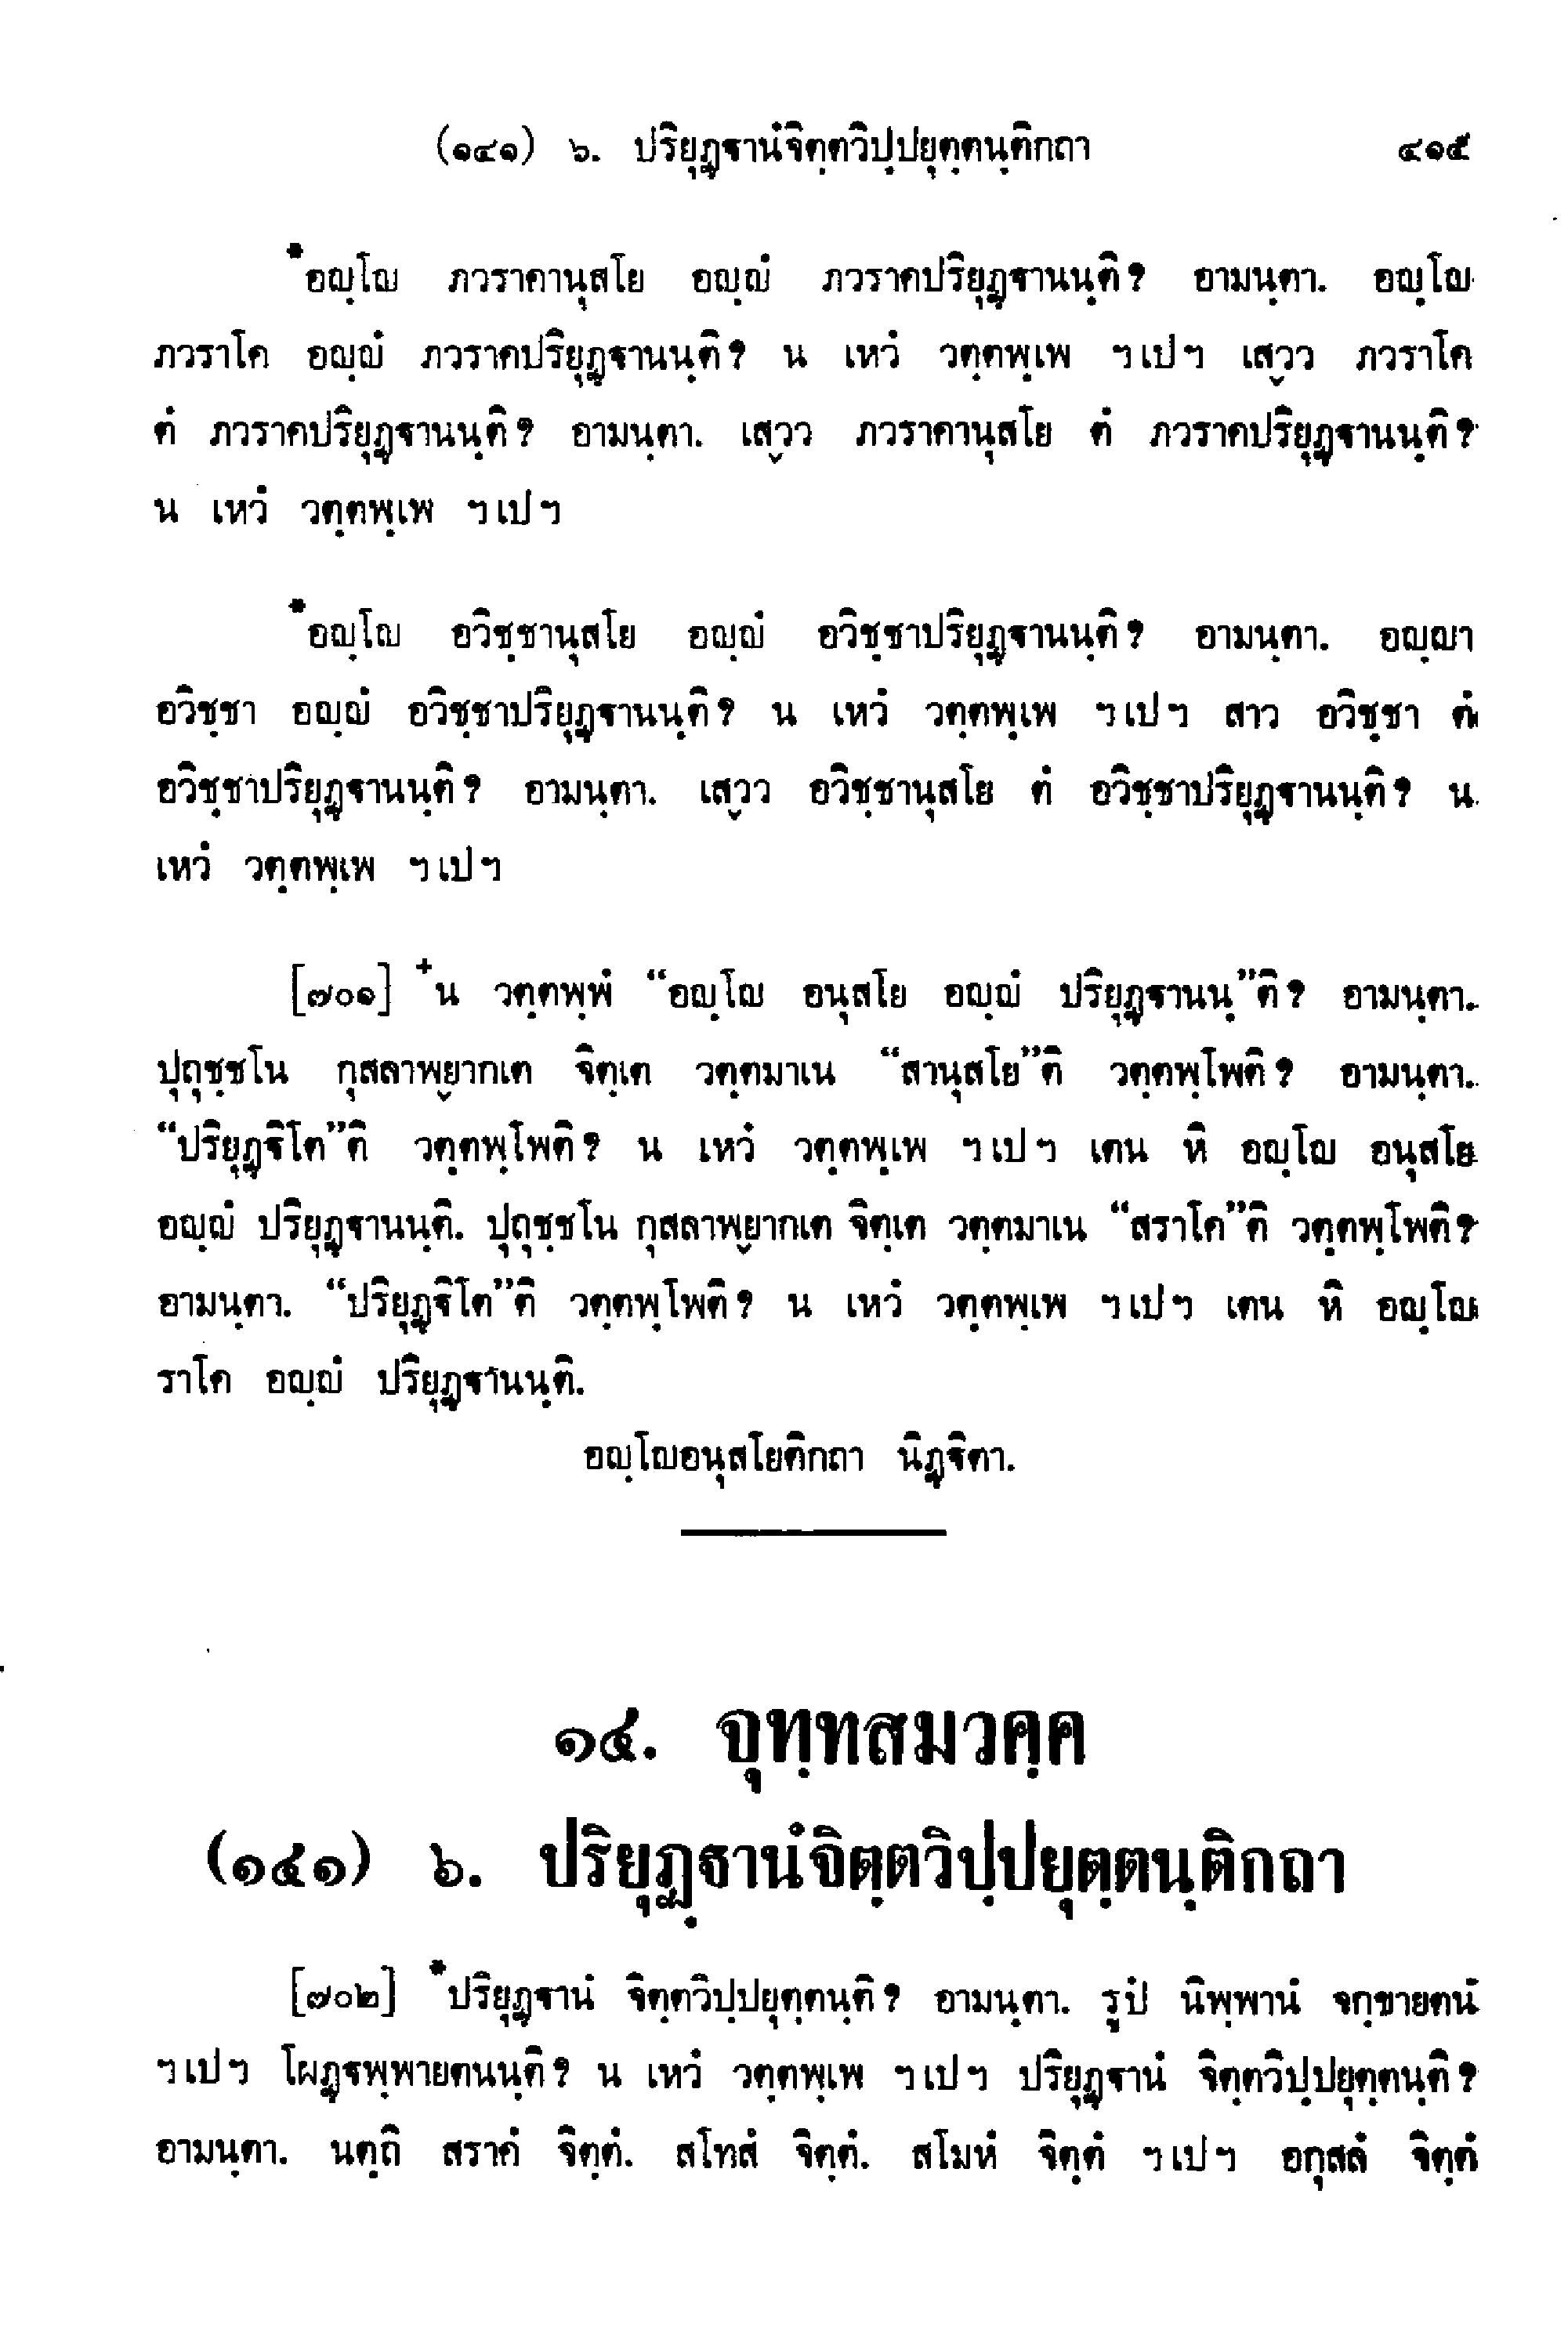 (๑๔๑) ๖. ปริยุฏฺฐานํจิตฺตวิปฺปยุตฺตนฺติกถา ๔๑๕
*อญฺโญ ภวราคานุสโย อญฺญํ ภวราคปริยุฏฺฐานนฺติ? อามนฺตา. อญฺโญ
ภวราโค อญฺญํ ภวราคปริยุฏฺฐานนฺติ? น เหวํ วตฺตพฺเพ ฯเปฯ เสฺวว ภวราโค
ตํ ภวราคปริยุฏฺฐานนฺติ? อามนฺตา. เสฺวว ภวราคานุสโย ตํ ภวราคปริยุฏฺฐานนฺติ?
น เหวํ วตฺตพฺเพ ฯเปฯ
*อญฺโญ อวิชฺชานุสโย อญฺญํ อวิชฺชาปริยุฏฺฐานนฺติ? อามนฺตา. อญฺญา
อวิชฺชา อญฺญํ อวิชฺชาปริยุฏฺฐานนฺติ? น เหวํ วตฺตพฺเพ ฯเปฯ สาว อวิชฺชา ตํ
อวิชฺชาปริยุฏฺฐานนฺติ? อามนฺตา. เสฺวว อวิชฺชานุสโย ตํ อวิชฺชาปริยุฏฺฐานนฺติ? น
เหวํ วตฺตพฺเพ ฯเปฯ
[๗๐๑] +น วตฺตพฺพํ “อญฺโญ อนุสโย อญฺญํ ปริยุฏฺฐานนฺ”ติ? อามนฺตา.
ปุถุชฺชโน กุสลาพฺยากเต จิตฺเต วตฺตมาเน “สานุสโย”ติ วตฺตพฺโพติ? อามนฺตา.
“ปริยุฏฺฐิโต”ติ วตฺตพฺโพติ? น เหวํ วตฺตพฺเพ ฯเปฯ เตน หิ อญฺโญ อนุสโย
อญฺญํ ปริยุฏฺฐานนฺติ. ปุถุชฺชโน กุสลาพฺยากเต จิตฺเต วตฺตมาเน “สราโค”ติ วตฺตพฺโพติ?
อามนฺตา. “ปริยุฏฺฐิโต”ติ วตฺตพฺโพติ? น เหวํ วตฺตพฺเพ ฯเปฯ เตน หิ อญฺโญ
ราโค อญฺญํ ปริยุฏฺฐานนฺติ.
อญฺโญอนุสโยติกถา นิฏฺฐิตา.
๑๔. จุทฺทสมวคฺค
(๑๔๑) ๖. ปริยุฏฺฐานํจิตฺตวิปฺปยุตฺตนฺติกถา
[๗๐๒] *ปริยุฏฺฐานํ จิตฺตวิปฺปยุตฺตนฺติ? อามนฺตา. รูปํ นิพฺพานํ จกฺขายตนํ
ฯเปฯ โผฏฺฐพฺพายตนนฺติ? น เหวํ วตฺตพฺเพ ฯเปฯ ปริยุฏฺฐานํ จิตฺตวิปฺปยุตฺตนฺติ?
อามนฺตา. นตฺถิ สราคํ จิตฺตํ. สโทสํ จิตฺตํ. สโมหํ จิตฺตํ ฯเปฯ อกุสลํ จิตฺตํ